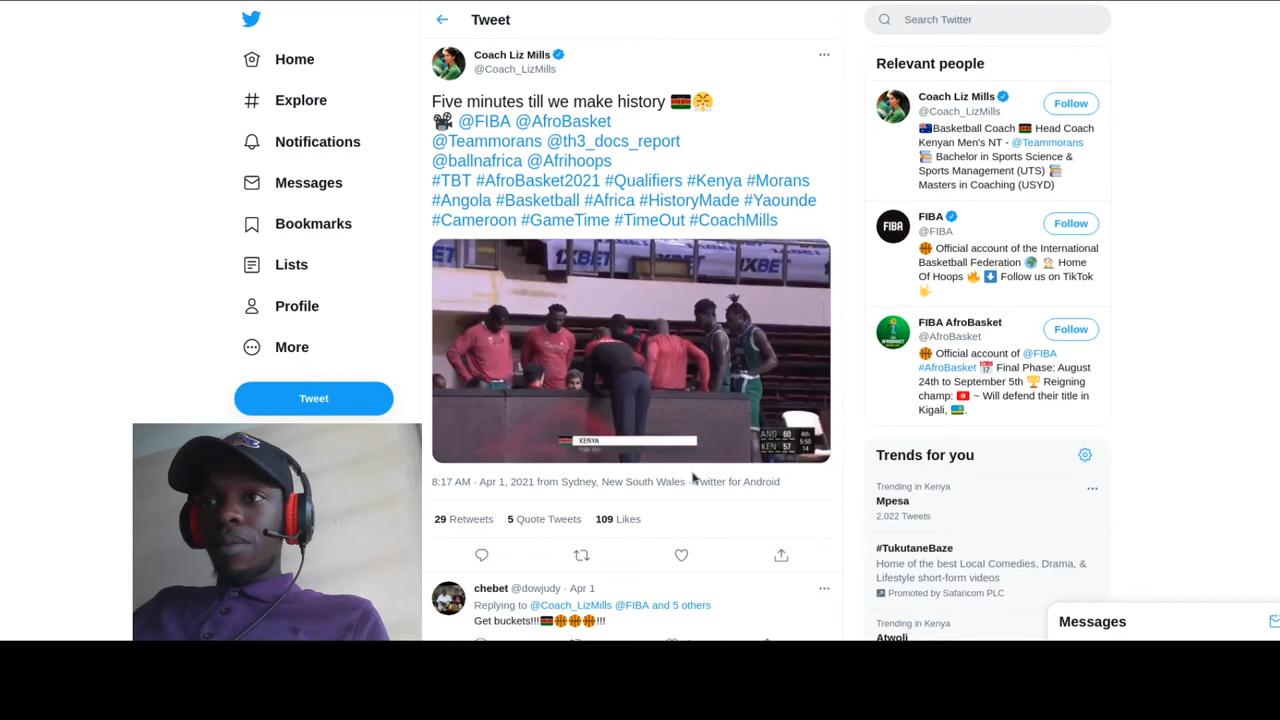 Tweet
Search Twitter
Home
Explore
Notifications
Messages
Bookmarks
Lists
Profile
More
Tweet
Coach Liz Mills
@Coach_LizMills
Five minutes till we make history 🇰🇪😤
🎥 @FIBA @AfroBasket
@Teammorans @th3_docs_report
@ballnafrica @Afrihoops
#TBT #AfroBasket2021 #Qualifiers #Kenya #Morans
#Angola #Basketball #Africa #HistoryMade #Yaounde
#Cameroon #GameTime #TimeOut #CoachMills
1XBET
1XBET
KENYA
ANG 60 4th
5:50
KEN 57 14
8:17 AM · Apr 1, 2021 from Sydney, New South Wales · Twitter for Android
29 Retweets 5 Quote Tweets 109 Likes
chebet @dowjudy · Apr 1
Replying to @Coach_LizMills @FIBA and 5 others
Get buckets!!!🇰🇪🏀🏀🏀!!!
Relevant people
Coach Liz Mills
@Coach_LizMills
Follow
🇦🇺Basketball Coach 🇰🇪 Head Coach
Kenyan Men's NT - @Teammorans
📚 Bachelor in Sports Science &
Sports Management (UTS) 📚
Masters in Coaching (USYD)
FIBA
FIBA
@FIBA
Follow
🏀 Official account of the International
Basketball Federation 🌍 🏠 Home
Of Hoops 🔥 ⬇️ Follow us on TikTok
🤟
FIBA AfroBasket
@AfroBasket
Follow
🏀 Official account of @FIBA
#AfroBasket 📅 Final Phase: August
24th to September 5th 🏆 Reigning
champ: 🇹🇳 ~ Will defend their title in
Kigali, 🇷🇼.
Trends for you
Trending in Kenya
Mpesa
2,022 Tweets
#TukutaneBaze
Home of the best Local Comedies, Drama, &
Lifestyle short-form videos
Promoted by Safaricom PLC
Trending in Kenya
Atwoli
Messages